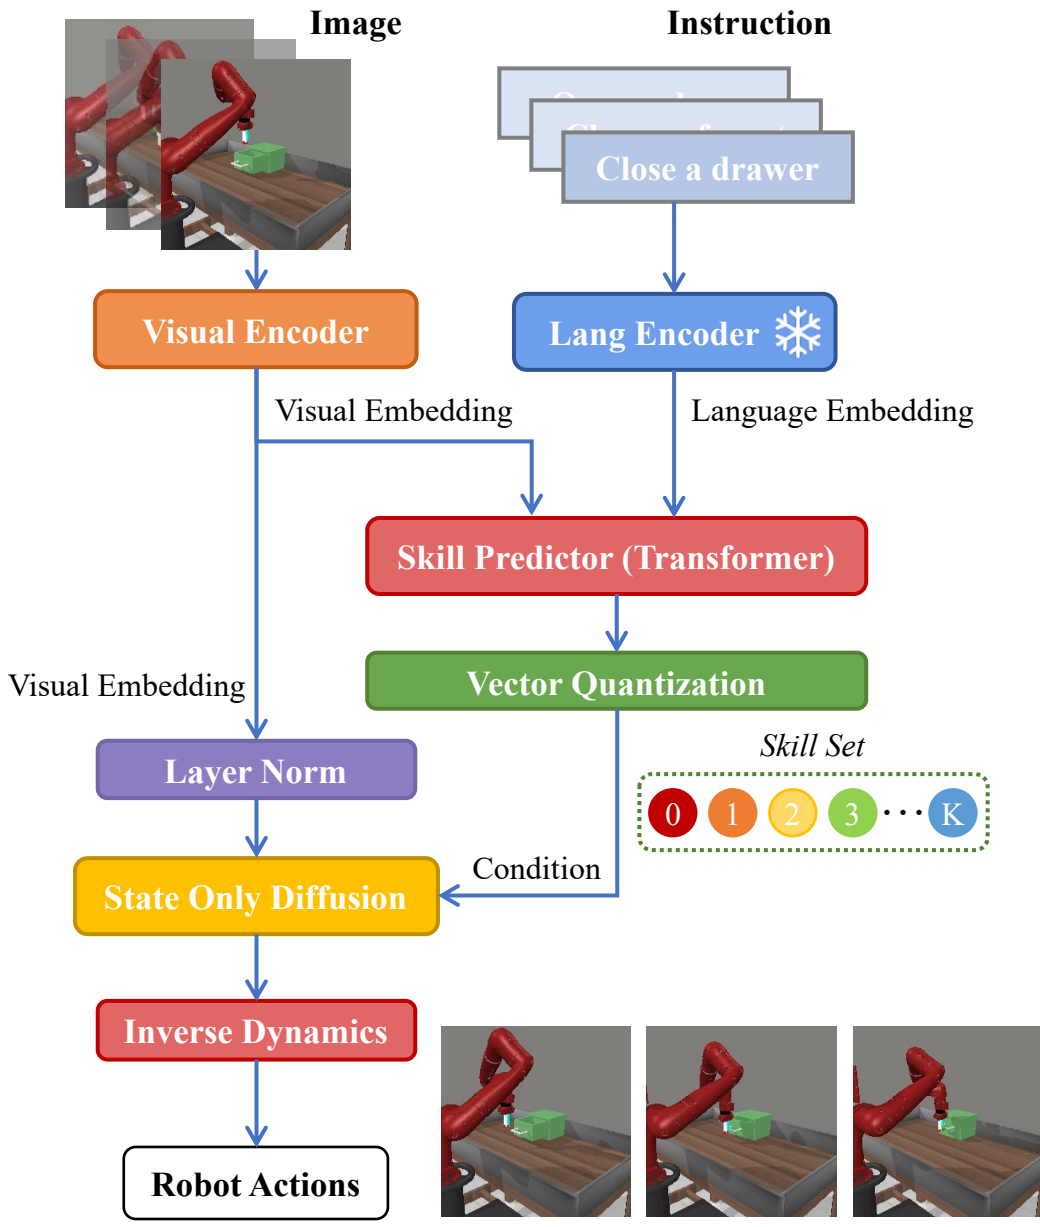 Image
Instruction
Close a drawer
Visual Encoder
Lang Encoder
Visual Embedding
Language Embedding
Skill Predictor (Transformer)
Vector Quantization
Visual Embedding
Skill Set
Layer Norm
0 1 2 3 ··· K
Condition
State Only Diffusion
Inverse Dynamics
Robot Actions